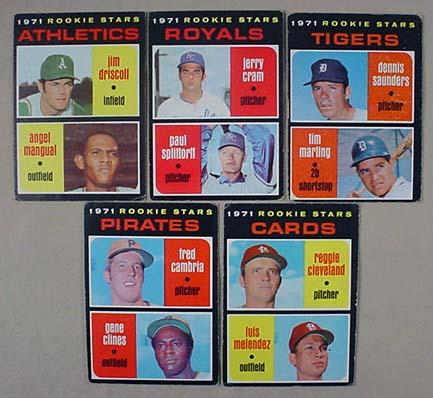 1971 ROOKIE STARS
ATHLETICS
jim
driscoll
infield
angel
mangual
outfield
1971 ROOKIE STARS
ROYALS
jerry
cram
pitcher
paul
splittorff
pitcher
1971 ROOKIE STARS
TIGERS
dennis
saunders
pitcher
tim
marting
2b
shortstop
1971 ROOKIE STARS
PIRATES
fred
cambria
pitcher
gene
clines
outfield
1971 ROOKIE STARS
CARDS
reggie
cleveland
pitcher
luis
melendez
outfield